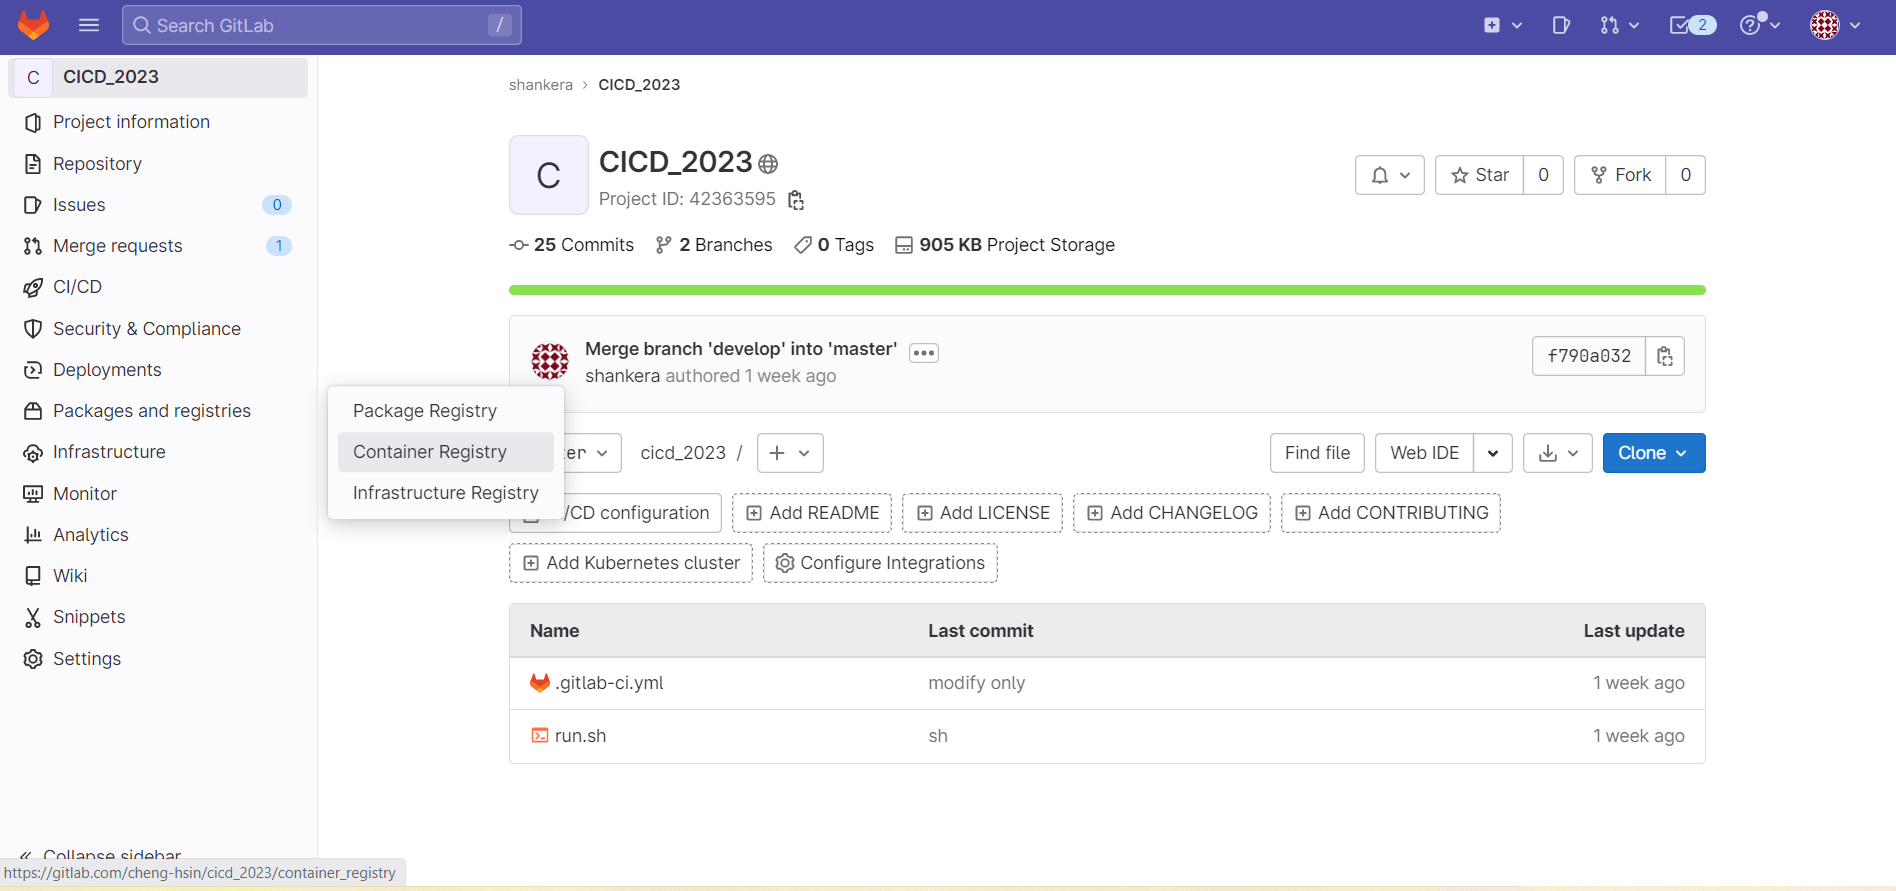 Search GitLab
/
2
C
CICD_2023
Project information
Repository
Issues
0
Merge requests
1
CI/CD
Security & Compliance
Deployments
Packages and registries
Infrastructure
Monitor
Analytics
Wiki
Snippets
Settings
Collapse sidebar
https://gitlab.com/cheng-hsin/cicd_2023/container_registry
Package Registry
Container Registry
Infrastructure Registry
shankera › CICD_2023
C
CICD_2023
Project ID: 42363595
Star 0
Fork 0
25 Commits
2 Branches
0 Tags
905 KB Project Storage
Merge branch 'develop' into 'master'
shankera authored 1 week ago
f790a032
er
cicd_2023 /
Find file
Web IDE
Clone
/CD configuration
Add README
Add LICENSE
Add CHANGELOG
Add CONTRIBUTING
Add Kubernetes cluster
Configure Integrations
Name Last commit Last update
.gitlab-ci.yml modify only 1 week ago
run.sh sh 1 week ago